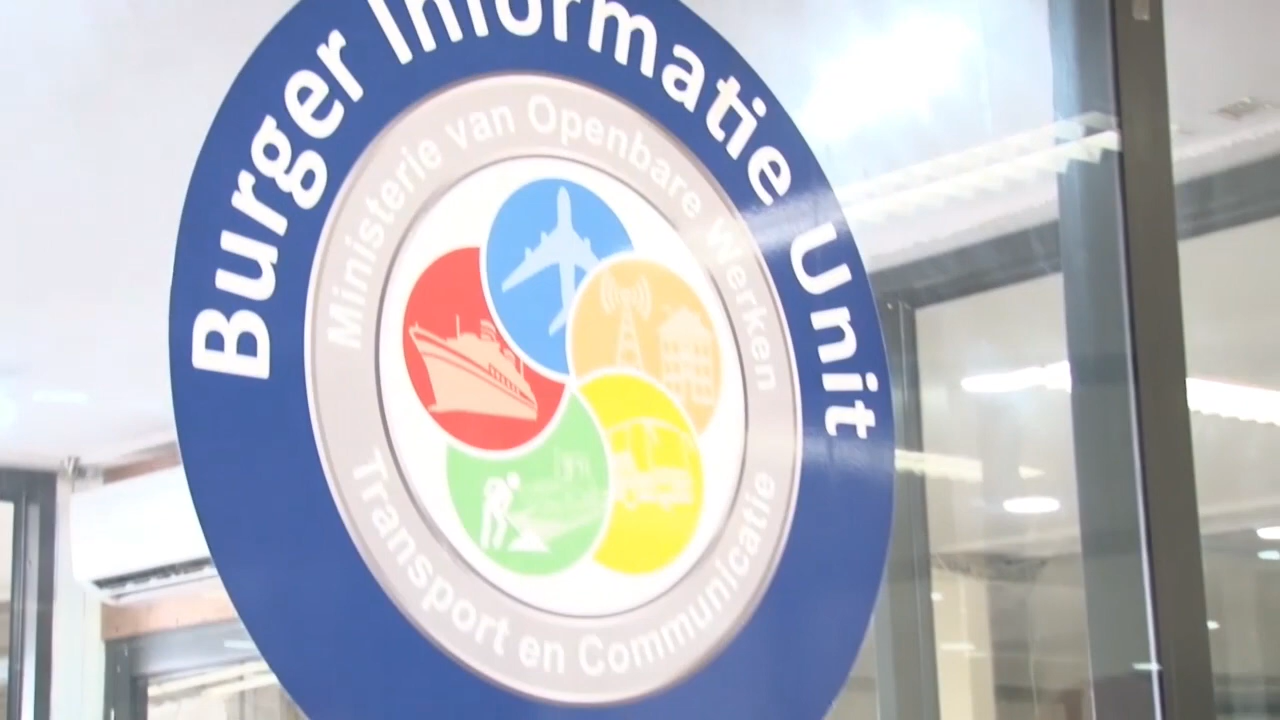 Burger Informatie Unit
Ministerie van Openbare Werken
Transport en Communicatie